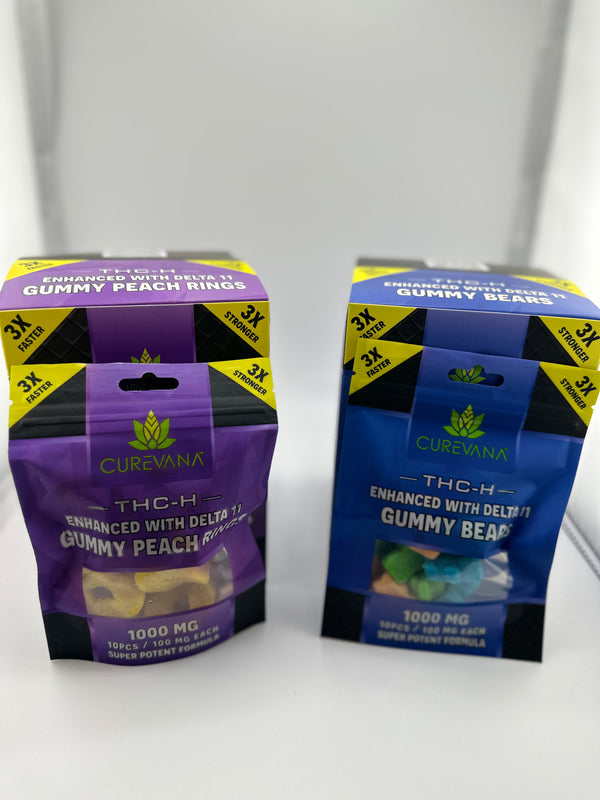 3X
FASTER
THC-H
ENHANCED WITH DELTA 11
GUMMY PEACH RINGS
3X
STRONGER
3X
FASTER
3X
STRONGER
CUREVANA
THC-H
ENHANCED WITH DELTA 11
GUMMY PEACH RINGS
1000 MG
10PCS / 100 MG EACH
SUPER POTENT FORMULA
THC-H
ENHANCED WITH DELTA 11
GUMMY BEARS
3X
FASTER
3X
STRONGER
3X
FASTER
3X
STRONGER
CUREVANA
THC-H
ENHANCED WITH DELTA 11
GUMMY BEARS
1000 MG
10PCS / 100 MG EACH
SUPER POTENT FORMULA